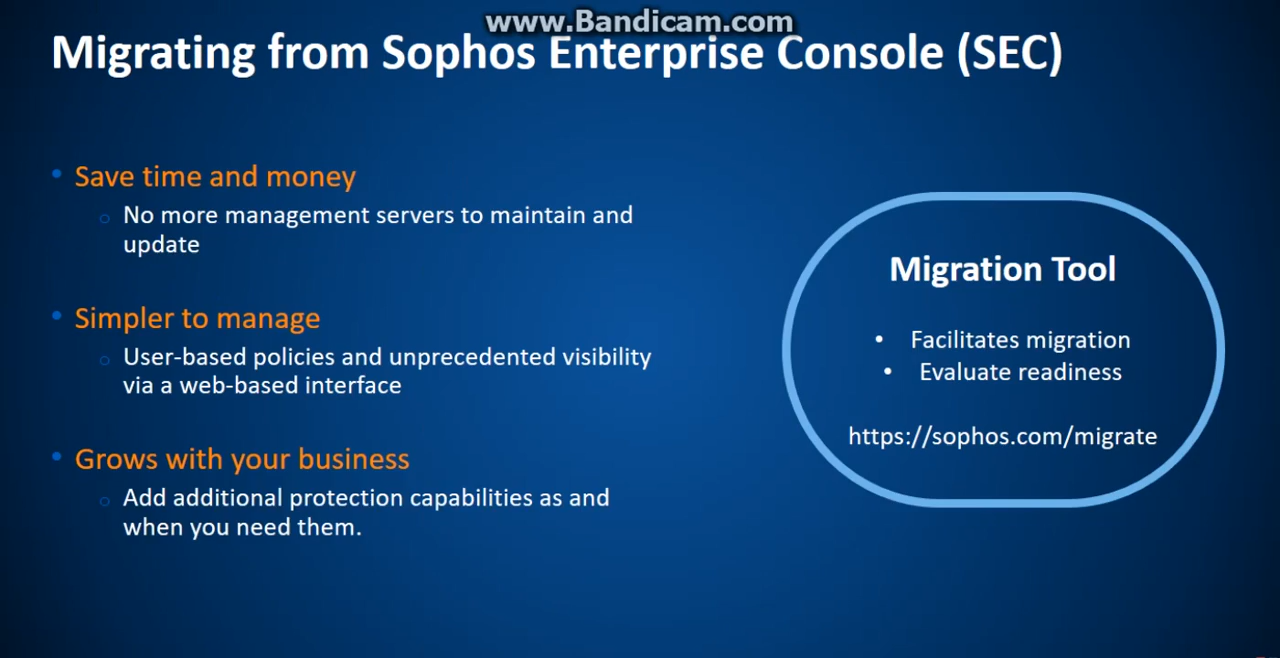 www.Bandicam.com
Migrating from Sophos Enterprise Console (SEC)
• Save time and money
○ No more management servers to maintain and
update
• Simpler to manage
○ User-based policies and unprecedented visibility
via a web-based interface
• Grows with your business
○ Add additional protection capabilities as and
when you need them.
Migration Tool
• Facilitates migration
• Evaluate readiness
https://sophos.com/migrate